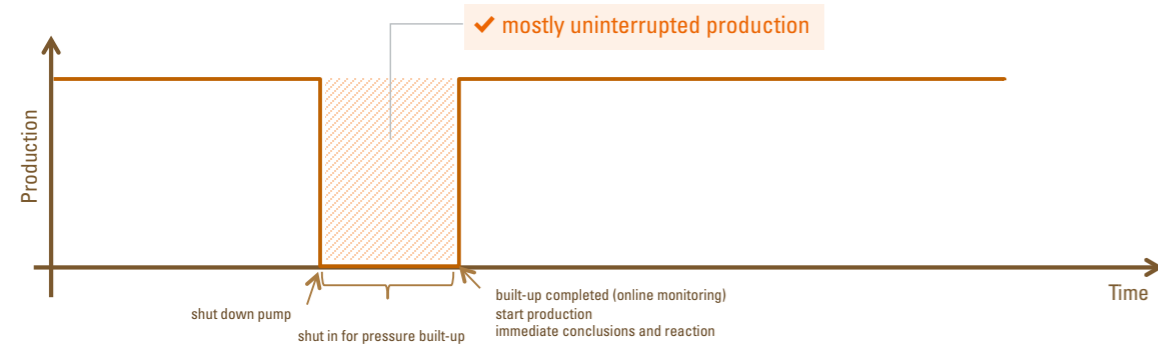 ✔ mostly uninterrupted production
Production
Time
shut down pump
shut in for pressure built-up
built-up completed (online monitoring)
start production
immediate conclusions and reaction